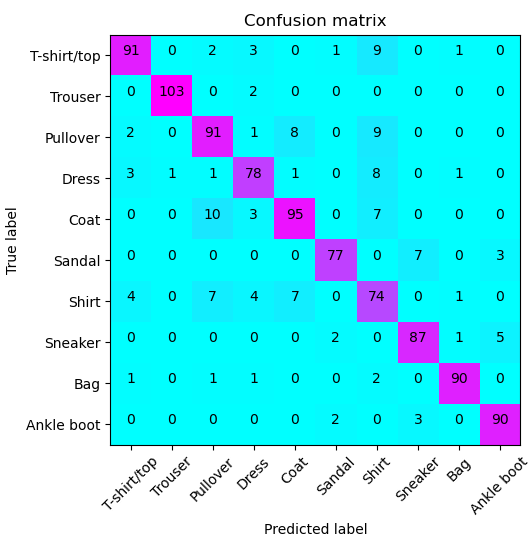 Confusion matrix
True label
T-shirt/top 91 0 2 3 0 1 9 0 1 0
Trouser 0 103 0 2 0 0 0 0 0 0
Pullover 2 0 91 1 8 0 9 0 0 0
Dress 3 1 1 78 1 0 8 0 1 0
Coat 0 0 10 3 95 0 7 0 0 0
Sandal 0 0 0 0 0 77 0 7 0 3
Shirt 4 0 7 4 7 0 74 0 1 0
Sneaker 0 0 0 0 0 2 0 87 1 5
Bag 1 0 1 1 0 0 2 0 90 0
Ankle boot 0 0 0 0 0 2 0 3 0 90
T-shirt/top Trouser Pullover Dress Coat Sandal Shirt Sneaker Bag Ankle boot
Predicted label